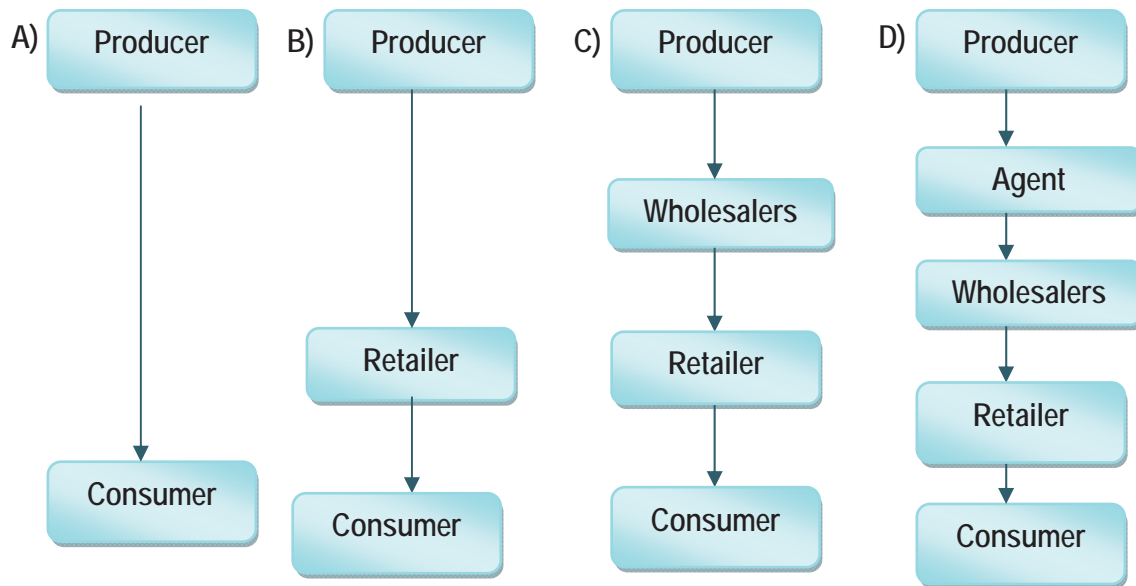 A)
Producer
Consumer
B)
Producer
Retailer
Consumer
C)
Producer
Wholesalers
Retailer
Consumer
D)
Producer
Agent
Wholesalers
Retailer
Consumer